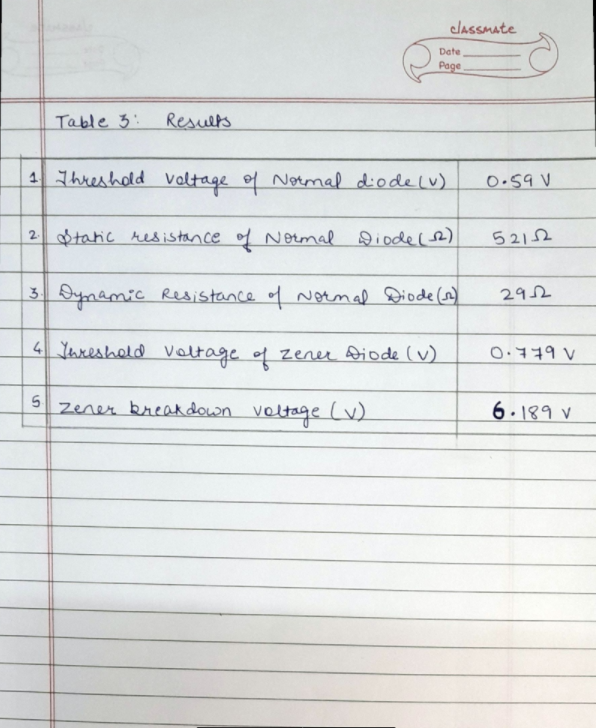 classmate
Date
Page
Table 3: Results
1 Threshold voltage of Normal diode (V) 0.59 V
2. Static resistance of Normal Diode (Ω) 521Ω
3. Dynamic Resistance of Normal Diode (Ω) 29Ω
4 Threshold Voltage of Zener Diode (V) 0.779 V
5 Zener breakdown voltage (V) 6.189 V